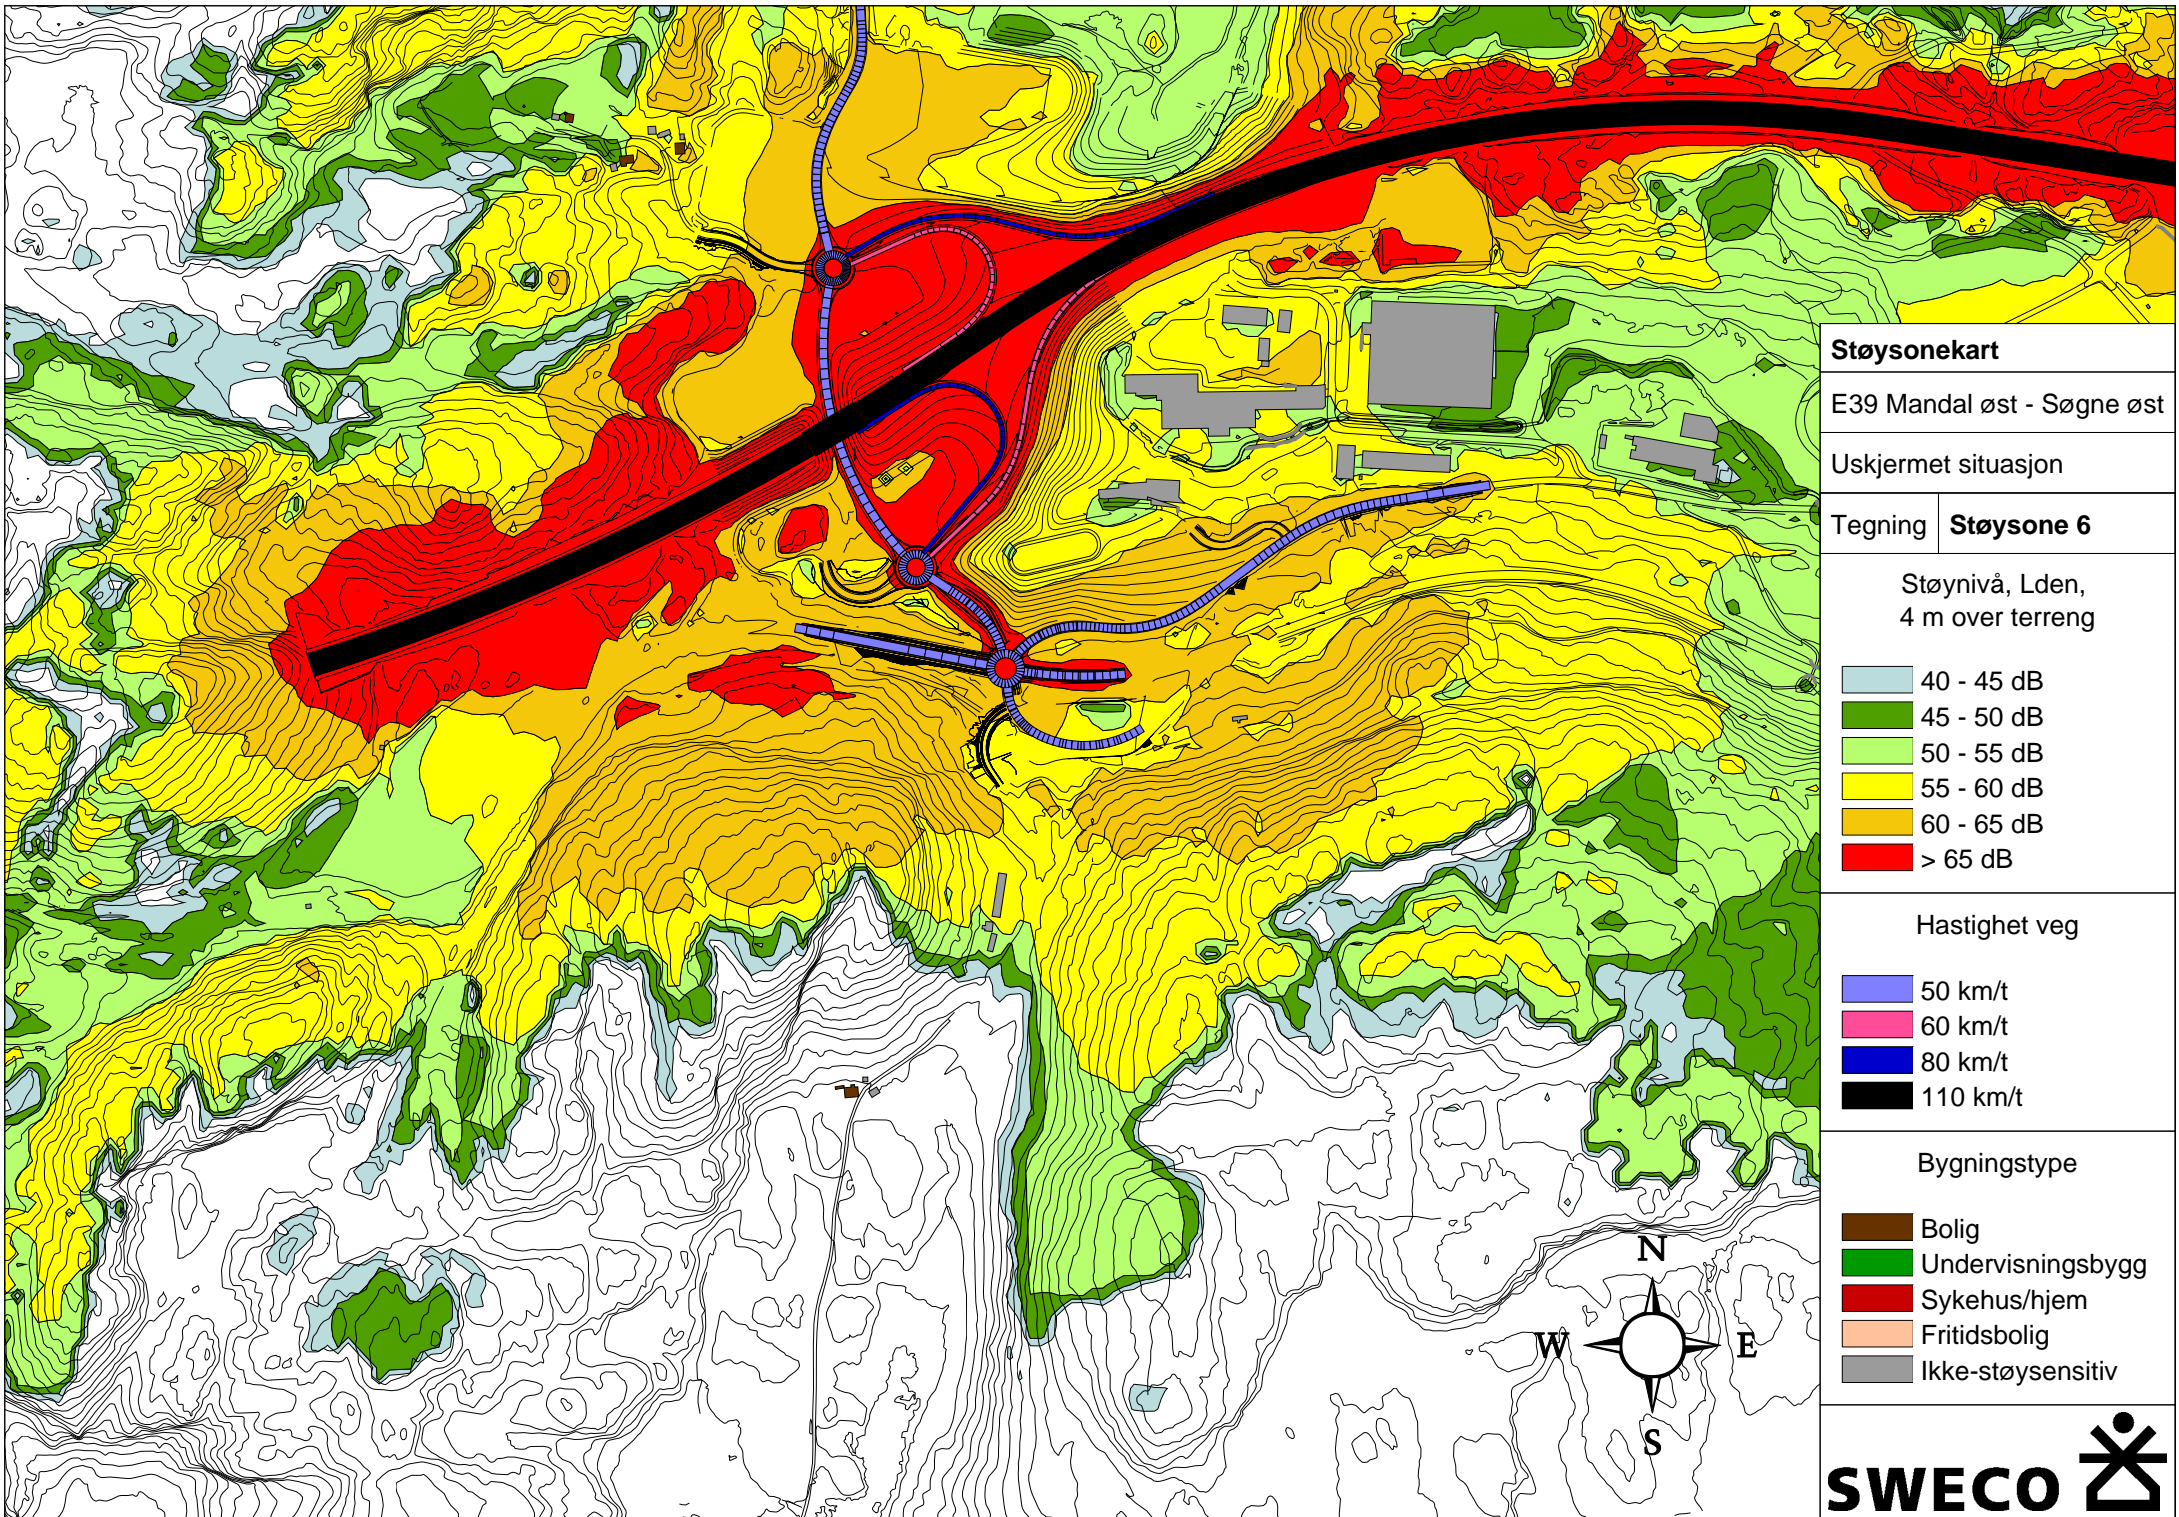 Støysonekart
E39 Mandal øst - Søgne øst
Uskjermet situasjon
Tegning Støysone 6
Støynivå, Lden,
4 m over terreng
40 - 45 dB
45 - 50 dB
50 - 55 dB
55 - 60 dB
60 - 65 dB
> 65 dB
Hastighet veg
50 km/t
60 km/t
80 km/t
110 km/t
Bygningstype
Bolig
Undervisningsbygg
Sykehus/hjem
Fritidsbolig
Ikke-støysensitiv
N
W E
S
SWECO